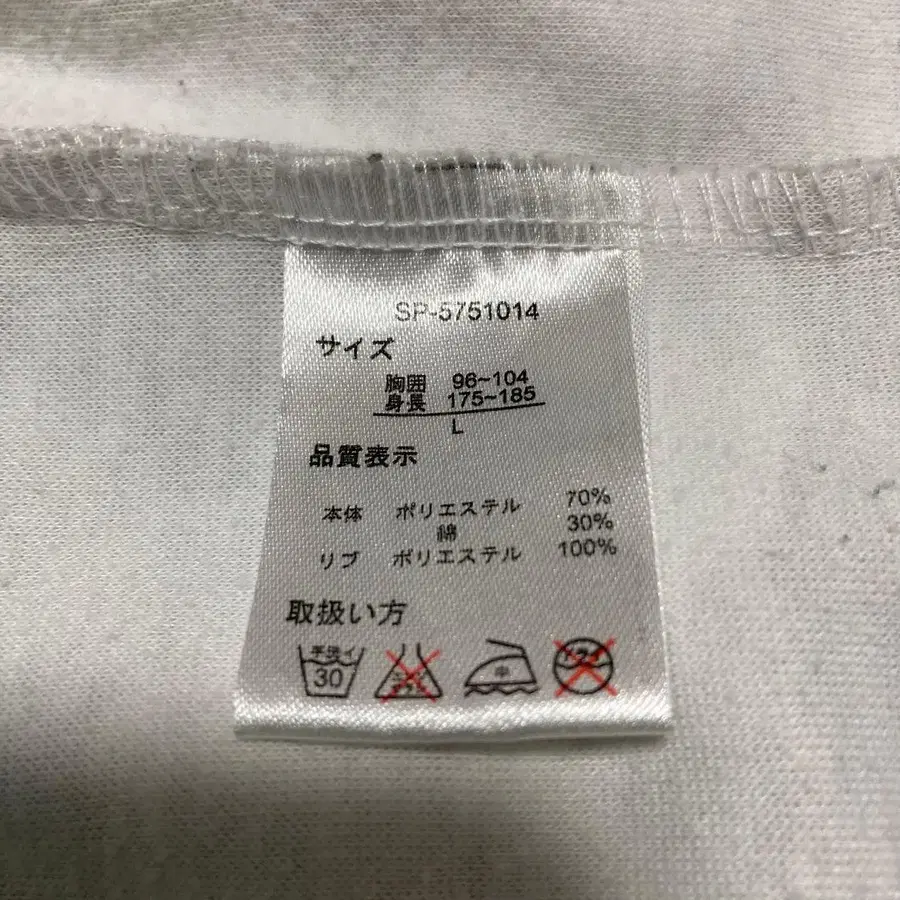 SP-5751014
サイズ
胸囲 96~104
身長 175~185
L
品質表示
本体 ポリエステル 70%
綿 30%
リブ ポリエステル 100%
取扱い方
手洗イ 中
30